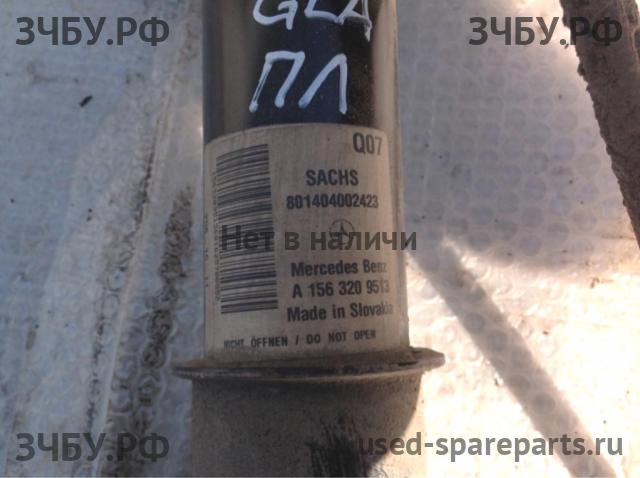 ЗЧБУ.РФ
ЗЧБУ.РФ
GLA
ПЛ
Q07
SACHS
801404002423
Нет в наличи
Mercedes Benz
A 156 320 9513
Made in Slovakia
NICHT ÖFFNEN / DO NOT OPEN
ЗЧБУ.РФ
used-spareparts.ru